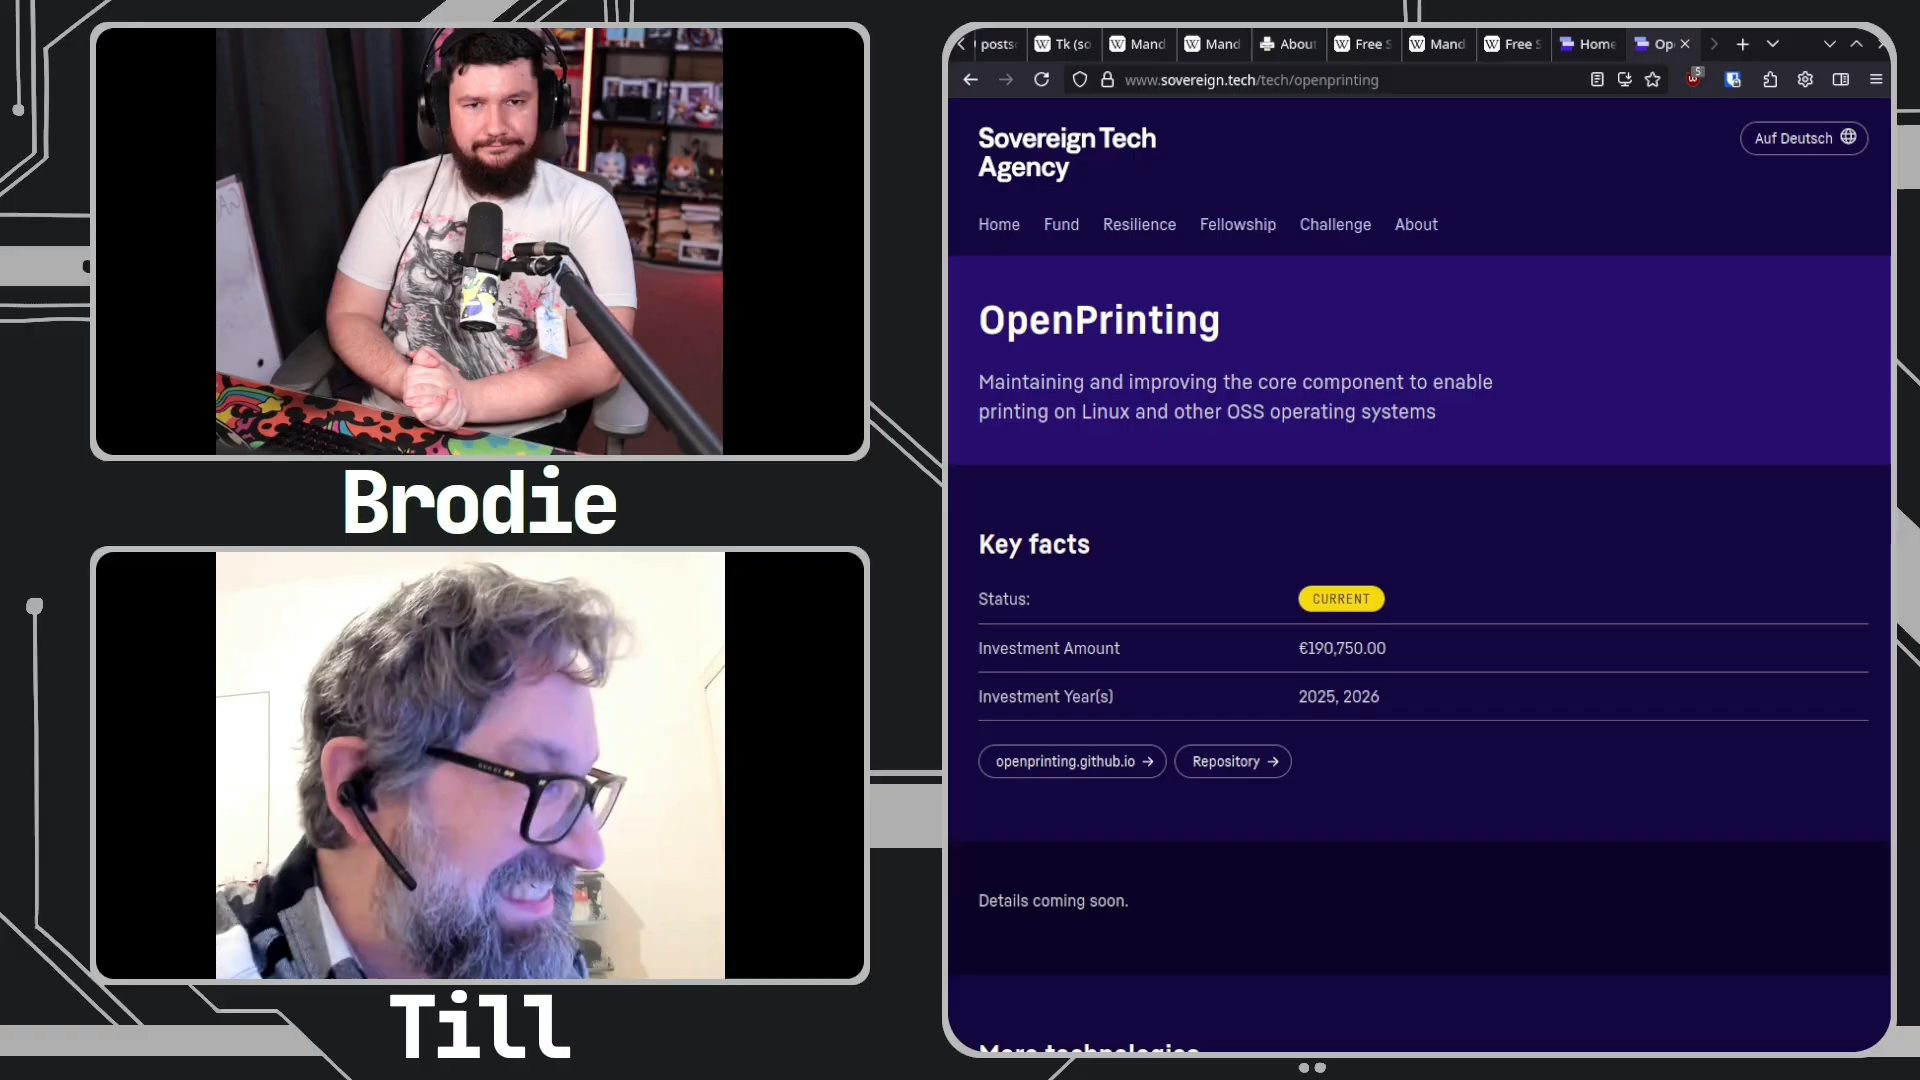 Brodie
Till
posts
Tk (so
Mand
Mand
About
Free S
Mand
Free S
Home
Op
www.sovereign.tech/tech/openprinting
5
Sovereign Tech
Agency
Auf Deutsch
Home Fund Resilience Fellowship Challenge About
OpenPrinting
Maintaining and improving the core component to enable
printing on Linux and other OSS operating systems
Key facts
Status: CURRENT
Investment Amount €190,750.00
Investment Year(s) 2025, 2026
openprinting.github.io → Repository →
Details coming soon.
More technologies